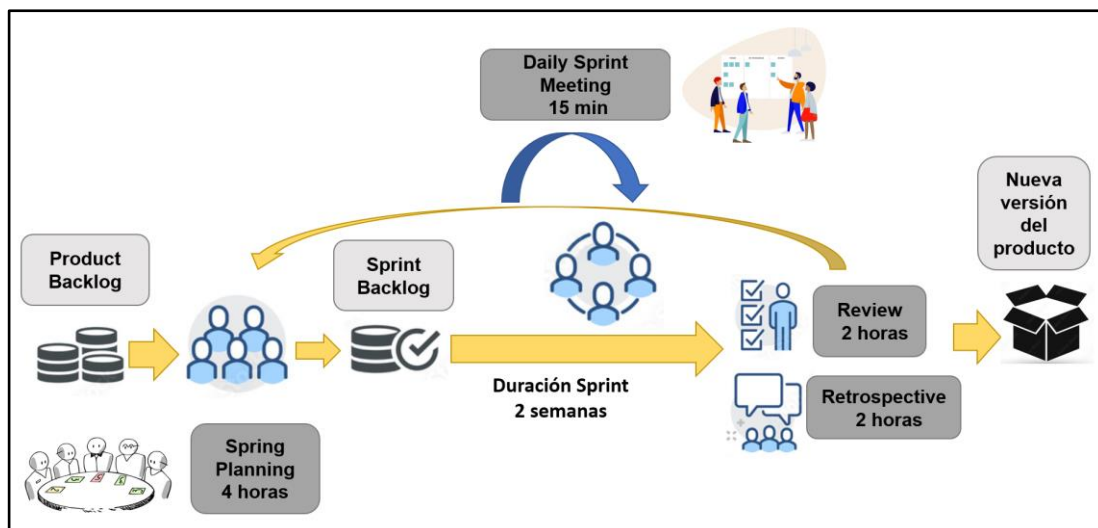 Daily Sprint
Meeting
15 min
Nueva
versión
del
producto
Product
Backlog
Sprint
Backlog
Review
2 horas
Duración Sprint
2 semanas
Retrospective
2 horas
Spring
Planning
4 horas